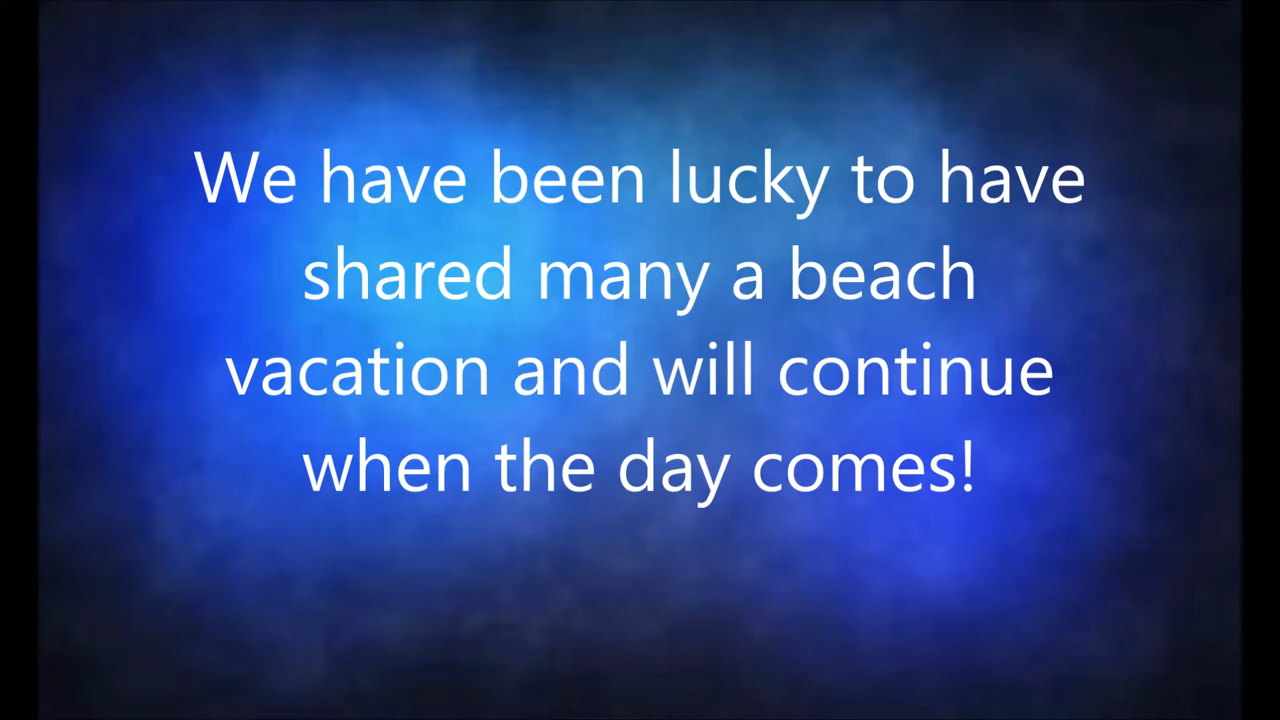 We have been lucky to have
shared many a beach
vacation and will continue
when the day comes!